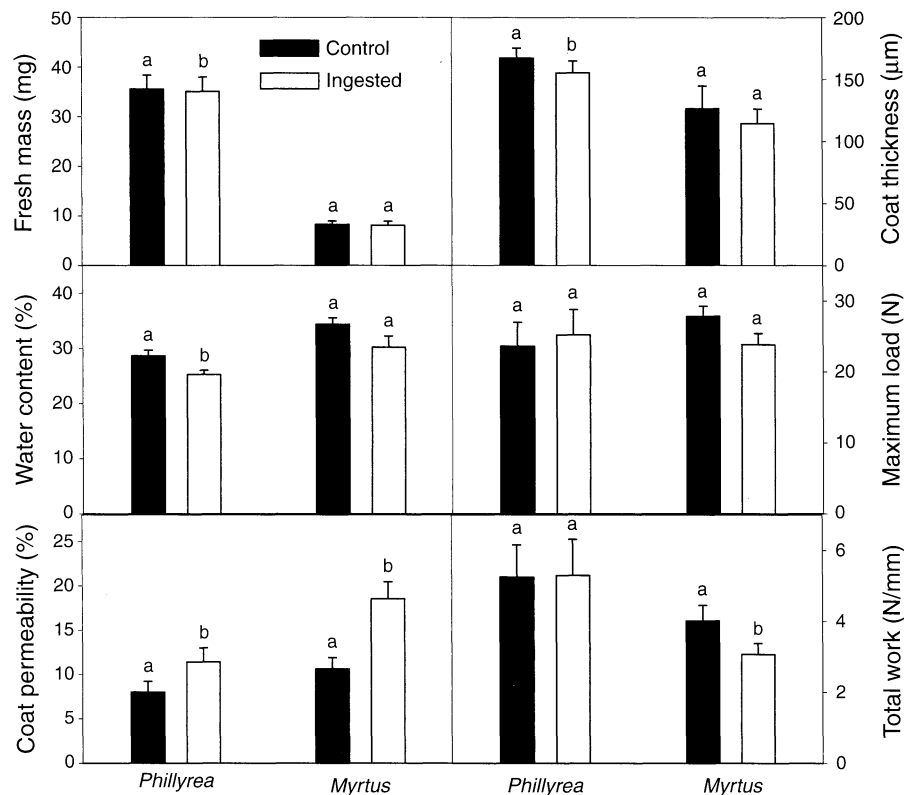 50
40
30
20
10
0
Fresh mass (mg)
a
b
a
a
Control
Ingested
a
b
a
a
200
150
100
50
0
Coat thickness (µm)
40
30
20
10
0
Water content (%)
a
b
a
a
a
a
a
a
30
20
10
0
Maximum load (N)
25
20
15
10
5
0
Coat permeability (%)
a
b
a
b
a
a
a
b
6
4
2
0
Total work (N/mm)
Phillyrea
Myrtus
Phillyrea
Myrtus